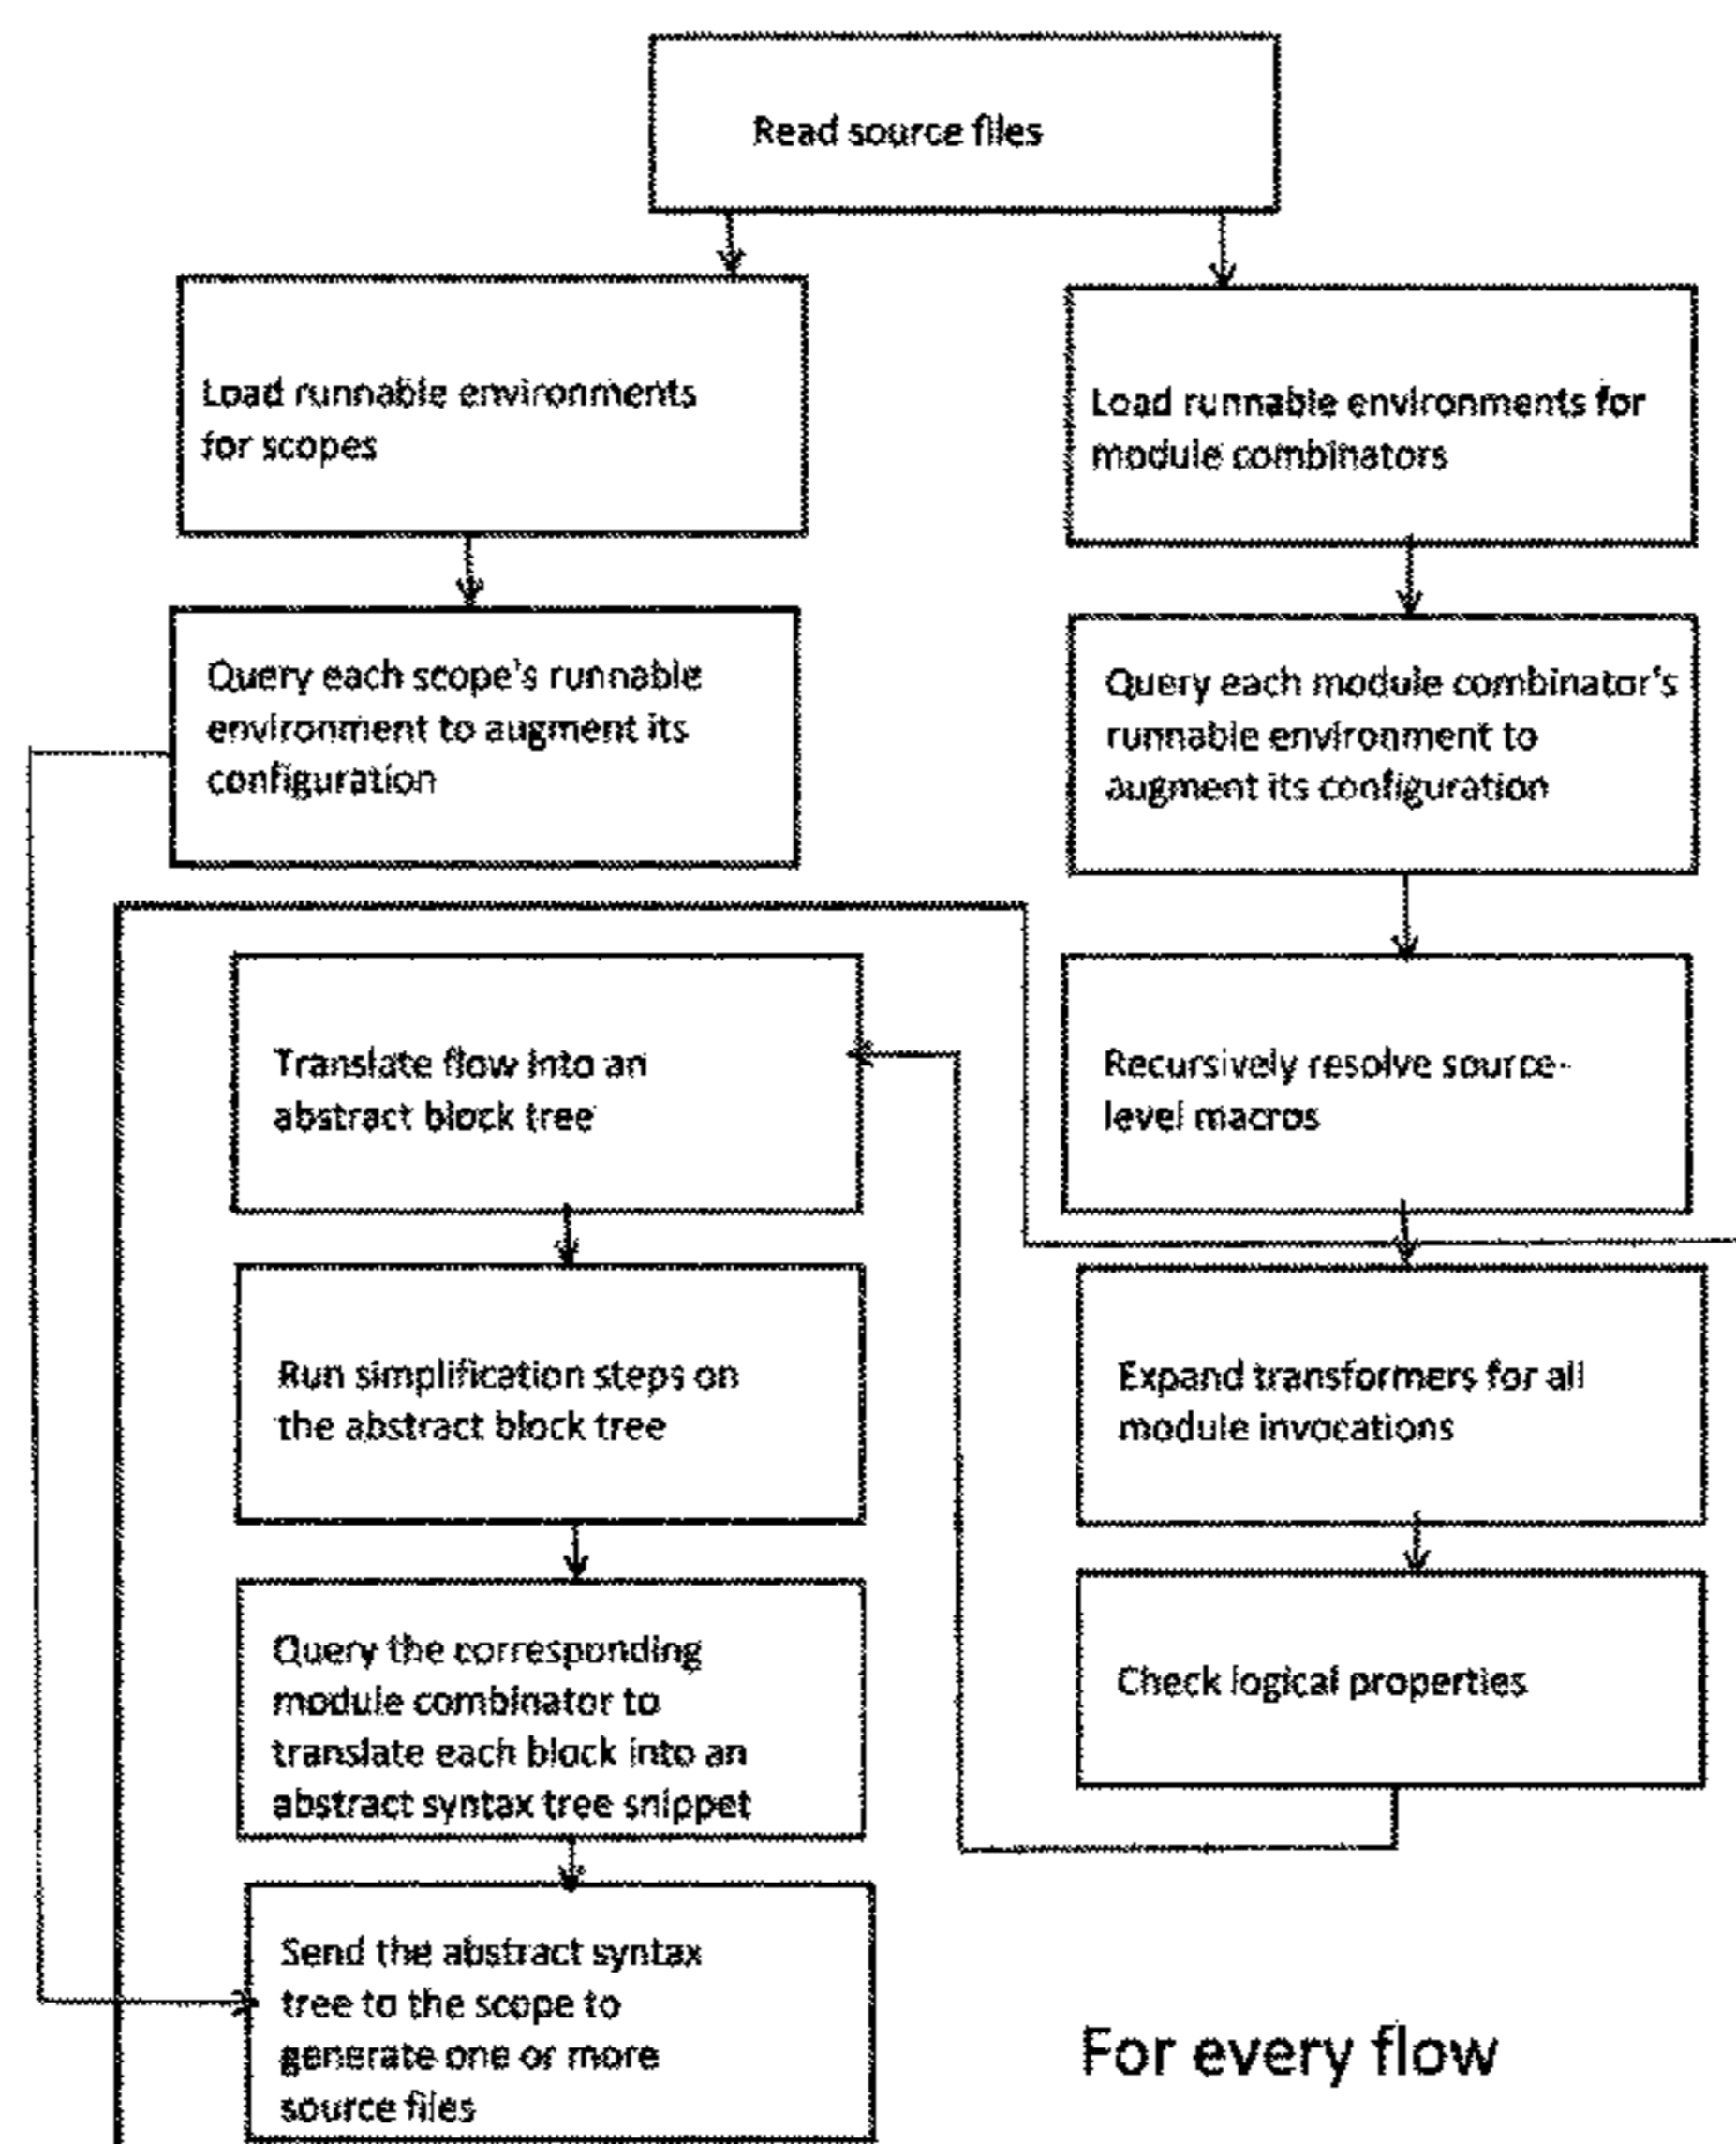 Read source files
Load runnable environments
for scopes
Load runnable environments for
module combinators
Query each scope's runnable
environment to augment its
configuration
Query each module combinator's
runnable environment to
augment its configuration
Translate flow into an
abstract block tree
Recursively resolve source-
level macros
Run simplification steps on
the abstract block tree
Expand transformers for all
module invocations
Query the corresponding
module combinator to
translate each block into an
abstract syntax tree snippet
Check logical properties
Send the abstract syntax
tree to the scope to
generate one or more
source files
For every flow